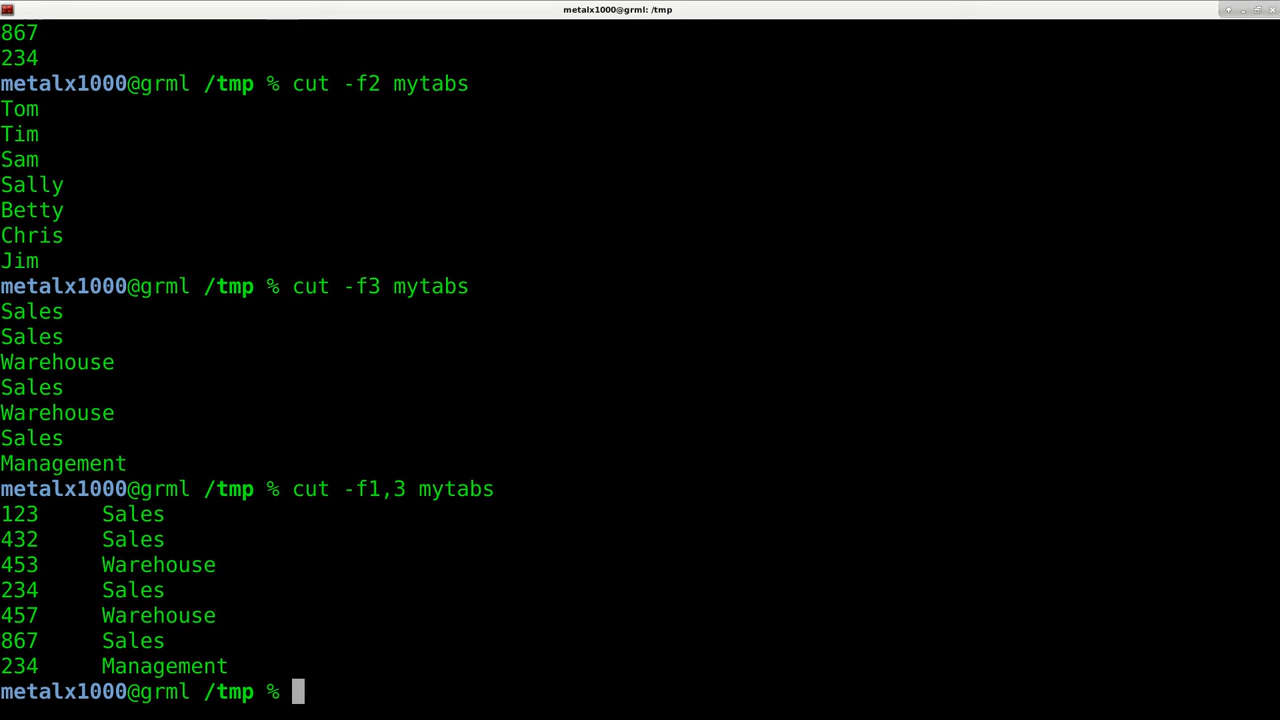 metalx1000@grml: /tmp
867
234
metalx1000@grml /tmp % cut -f2 mytabs
Tom
Tim
Sam
Sally
Betty
Chris
Jim
metalx1000@grml /tmp % cut -f3 mytabs
Sales
Sales
Warehouse
Sales
Warehouse
Sales
Management
metalx1000@grml /tmp % cut -f1,3 mytabs
123     Sales
432     Sales
453     Warehouse
234     Sales
457     Warehouse
867     Sales
234     Management
metalx1000@grml /tmp %